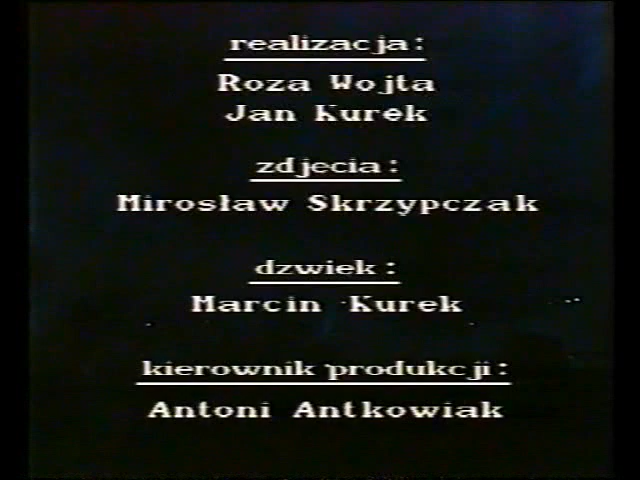 realizacja:
Roza Wojta
Jan Kurek
zdjecia:
Mirosław Skrzypczak
dzwiek:
Marcin Kurek
kierownik produkcji:
Antoni Antkowiak